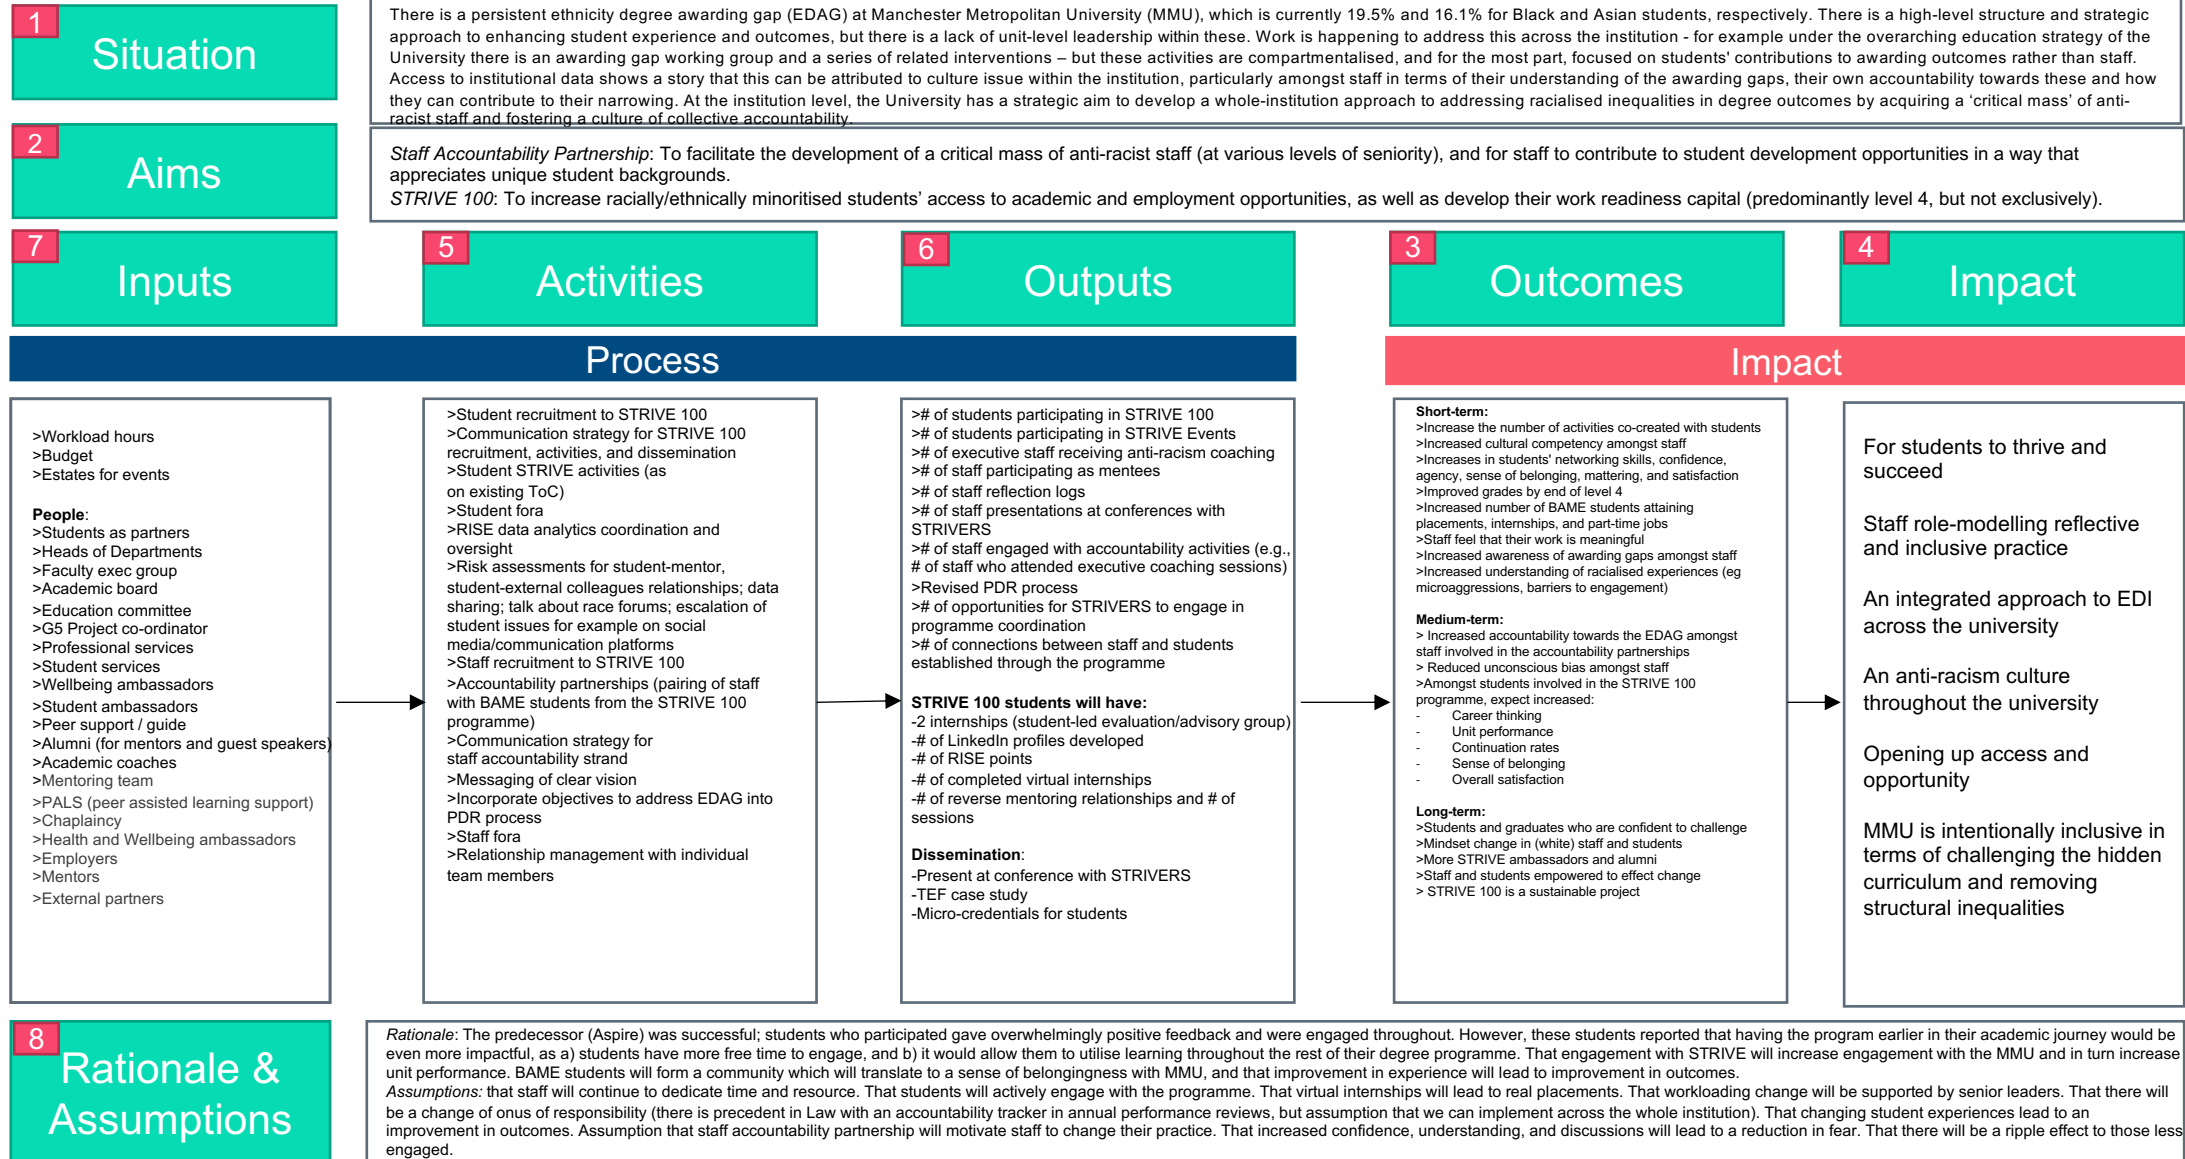 1
Situation
There is a persistent ethnicity degree awarding gap (EDAG) at Manchester Metropolitan University (MMU), which is currently 19.5% and 16.1% for Black and Asian students, respectively. There is a high-level structure and strategic
approach to enhancing student experience and outcomes, but there is a lack of unit-level leadership within these. Work is happening to address this across the institution - for example under the overarching education strategy of the
University there is an awarding gap working group and a series of related interventions – but these activities are compartmentalised, and for the most part, focused on students' contributions to awarding outcomes rather than staff.
Access to institutional data shows a story that this can be attributed to culture issue within the institution, particularly amongst staff in terms of their understanding of the awarding gaps, their own accountability towards these and how
they can contribute to their narrowing. At the institution level, the University has a strategic aim to develop a whole-institution approach to addressing racialised inequalities in degree outcomes by acquiring a ‘critical mass’ of anti-
racist staff and fostering a culture of collective accountability.
2
Aims
Staff Accountability Partnership: To facilitate the development of a critical mass of anti-racist staff (at various levels of seniority), and for staff to contribute to student development opportunities in a way that
appreciates unique student backgrounds.
STRIVE 100: To increase racially/ethnically minoritised students’ access to academic and employment opportunities, as well as develop their work readiness capital (predominantly level 4, but not exclusively).
7
Inputs
5
Activities
6
Outputs
3
Outcomes
4
Impact
Process
Impact
>Workload hours
>Budget
>Estates for events
People:
>Students as partners
>Heads of Departments
>Faculty exec group
>Academic board
>Education committee
>G5 Project co-ordinator
>Professional services
>Student services
>Wellbeing ambassadors
>Student ambassadors
>Peer support / guide
>Alumni (for mentors and guest speakers)
>Academic coaches
>Mentoring team
>PALS (peer assisted learning support)
>Chaplaincy
>Health and Wellbeing ambassadors
>Employers
>Mentors
>External partners
>Student recruitment to STRIVE 100
>Communication strategy for STRIVE 100
recruitment, activities, and dissemination
>Student STRIVE activities (as
on existing ToC)
>Student fora
>RISE data analytics coordination and
oversight
>Risk assessments for student-mentor,
student-external colleagues relationships; data
sharing; talk about race forums; escalation of
student issues for example on social
media/communication platforms
>Staff recruitment to STRIVE 100
>Accountability partnerships (pairing of staff
with BAME students from the STRIVE 100
programme)
>Communication strategy for
staff accountability strand
>Messaging of clear vision
>Incorporate objectives to address EDAG into
PDR process
>Staff fora
>Relationship management with individual
team members
># of students participating in STRIVE 100
># of students participating in STRIVE Events
># of executive staff receiving anti-racism coaching
># of staff participating as mentees
># of staff reflection logs
># of staff presentations at conferences with
STRIVERS
># of staff engaged with accountability activities (e.g.,
# of staff who attended executive coaching sessions)
>Revised PDR process
># of opportunities for STRIVERS to engage in
programme coordination
># of connections between staff and students
established through the programme
STRIVE 100 students will have:
-2 internships (student-led evaluation/advisory group)
-# of LinkedIn profiles developed
-# of RISE points
-# of completed virtual internships
-# of reverse mentoring relationships and # of
sessions
Dissemination:
-Present at conference with STRIVERS
-TEF case study
-Micro-credentials for students
Short-term:
>Increase the number of activities co-created with students
>Increased cultural competency amongst staff
>Increases in students' networking skills, confidence,
agency, sense of belonging, mattering, and satisfaction
>Improved grades by end of level 4
>Increased number of BAME students attaining
placements, internships, and part-time jobs
>Staff feel that their work is meaningful
>Increased awareness of awarding gaps amongst staff
>Increased understanding of racialised experiences (eg
microaggressions, barriers to engagement)
Medium-term:
> Increased accountability towards the EDAG amongst
staff involved in the accountability partnerships
> Reduced unconscious bias amongst staff
>Amongst students involved in the STRIVE 100
programme, expect increased:
- Career thinking
- Unit performance
- Continuation rates
- Sense of belonging
- Overall satisfaction
Long-term:
>Students and graduates who are confident to challenge
>Mindset change in (white) staff and students
>More STRIVE ambassadors and alumni
>Staff and students empowered to effect change
> STRIVE 100 is a sustainable project
For students to thrive and
succeed
Staff role-modelling reflective
and inclusive practice
An integrated approach to EDI
across the university
An anti-racism culture
throughout the university
Opening up access and
opportunity
MMU is intentionally inclusive in
terms of challenging the hidden
curriculum and removing
structural inequalities
8
Rationale &
Assumptions
Rationale: The predecessor (Aspire) was successful; students who participated gave overwhelmingly positive feedback and were engaged throughout. However, these students reported that having the program earlier in their academic journey would be
even more impactful, as a) students have more free time to engage, and b) it would allow them to utilise learning throughout the rest of their degree programme. That engagement with STRIVE will increase engagement with the MMU and in turn increase
unit performance. BAME students will form a community which will translate to a sense of belongingness with MMU, and that improvement in experience will lead to improvement in outcomes.
Assumptions: that staff will continue to dedicate time and resource. That students will actively engage with the programme. That virtual internships will lead to real placements. That workloading change will be supported by senior leaders. That there will
be a change of onus of responsibility (there is precedent in Law with an accountability tracker in annual performance reviews, but assumption that we can implement across the whole institution). That changing student experiences lead to an
improvement in outcomes. Assumption that staff accountability partnership will motivate staff to change their practice. That increased confidence, understanding, and discussions will lead to a reduction in fear. That there will be a ripple effect to those less
engaged.